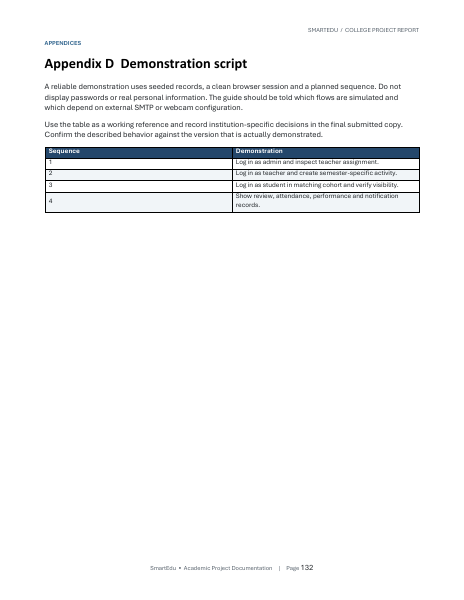 SMARTEDU / COLLEGE PROJECT REPORT
APPENDICES
Appendix D Demonstration script
A reliable demonstration uses seeded records, a clean browser session and a planned sequence. Do not
display passwords or real personal information. The guide should be told which flows are simulated and
which depend on external SMTP or webcam configuration.
Use the table as a working reference and record institution-specific decisions in the final submitted copy.
Confirm the described behavior against the version that is actually demonstrated.
Sequence Demonstration
1 Log in as admin and inspect teacher assignment.
2 Log in as teacher and create semester-specific activity.
3 Log in as student in matching cohort and verify visibility.
4 Show review, attendance, performance and notification
records.
SmartEdu • Academic Project Documentation | Page 132